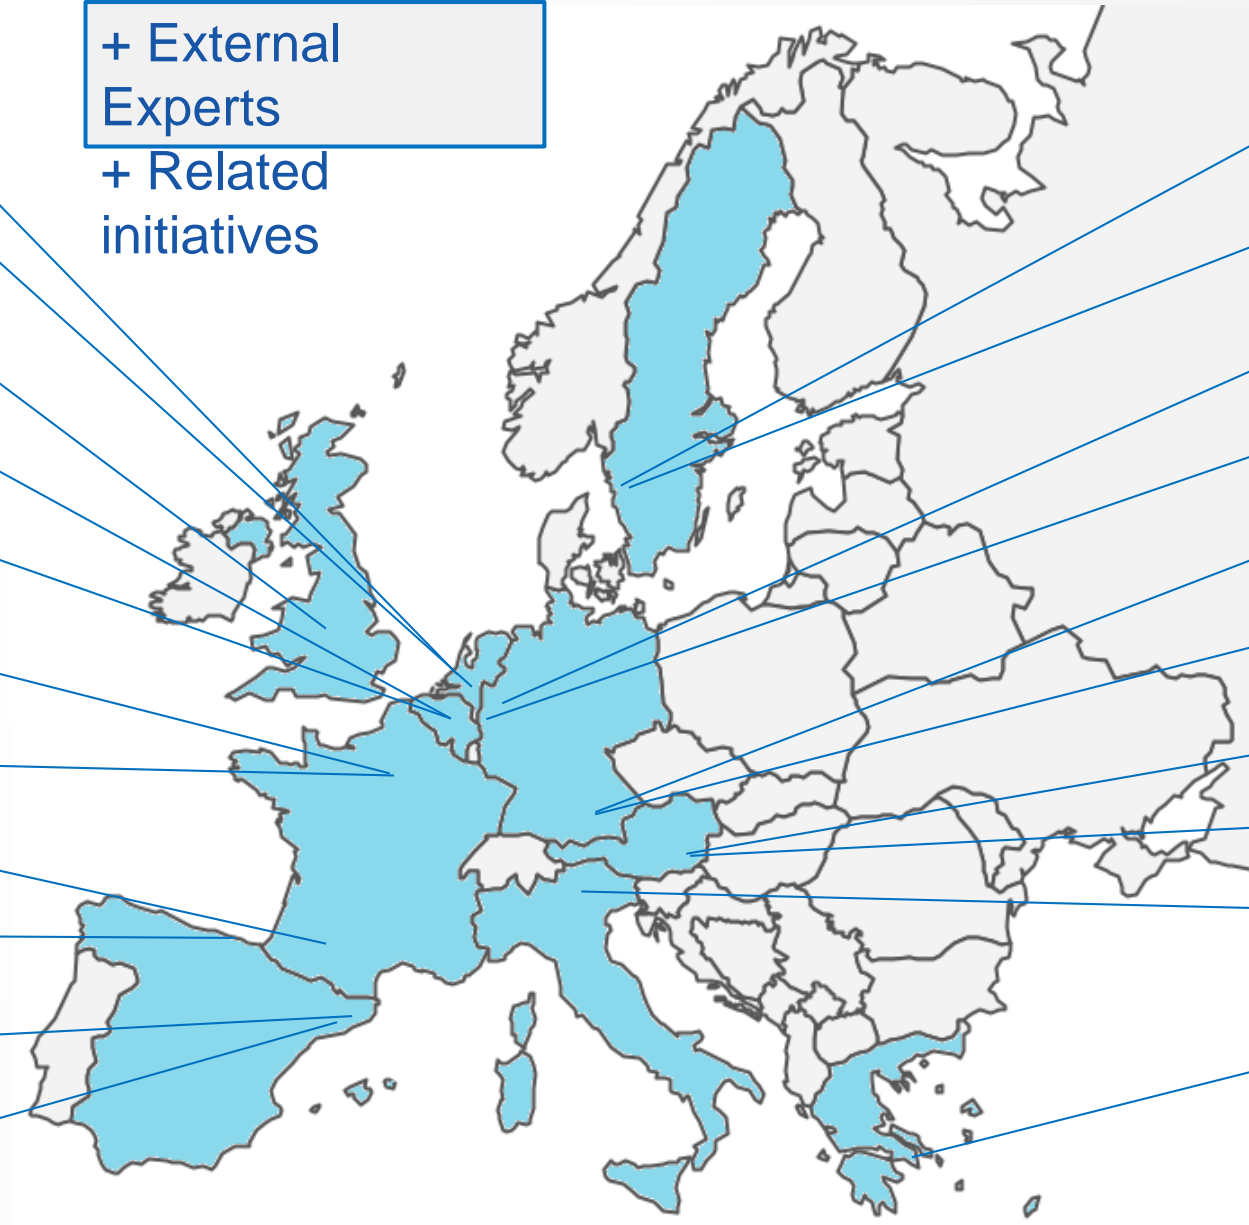 + External
Experts
+ Related
initiatives